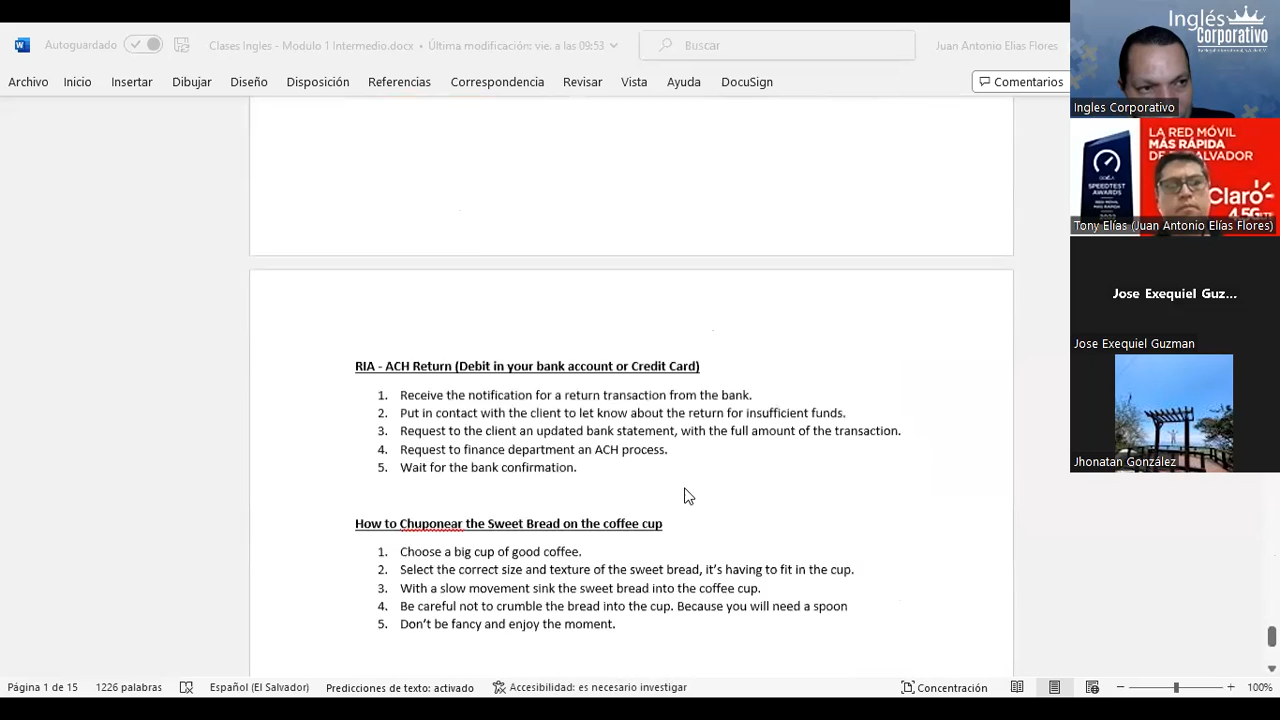 Autoguardado
Clases Ingles - Modulo 1 Intermedio.docx • Última modificación: vie. a las 09:53
Buscar
Juan Antonio Elias Flores
Archivo Inicio Insertar Dibujar Diseño Disposición Referencias Correspondencia Revisar Vista Ayuda DocuSign
Comentarios
RIA - ACH Return (Debit in your bank account or Credit Card)
1. Receive the notification for a return transaction from the bank.
2. Put in contact with the client to let know about the return for insufficient funds.
3. Request to the client an updated bank statement, with the full amount of the transaction.
4. Request to finance department an ACH process.
5. Wait for the bank confirmation.
How to Chuponear the Sweet Bread on the coffee cup
1. Choose a big cup of good coffee.
2. Select the correct size and texture of the sweet bread, it's having to fit in the cup.
3. With a slow movement sink the sweet bread into the coffee cup.
4. Be careful not to crumble the bread into the cup. Because you will need a spoon
5. Don't be fancy and enjoy the moment.
Página 1 de 15 1226 palabras Español (El Salvador) Predicciones de texto: activado Accesibilidad: es necesario investigar Concentración 100%
Inglés
Corporativo
Ingles Corporativo
LA RED MÓVIL
MÁS RÁPIDA
SPEEDTEST
AWARDS
Claro
4.5G
Tony Elías (Juan Antonio Elías Flores)
Jose Exequiel Guz...
Jose Exequiel Guzman
Jhonatan González